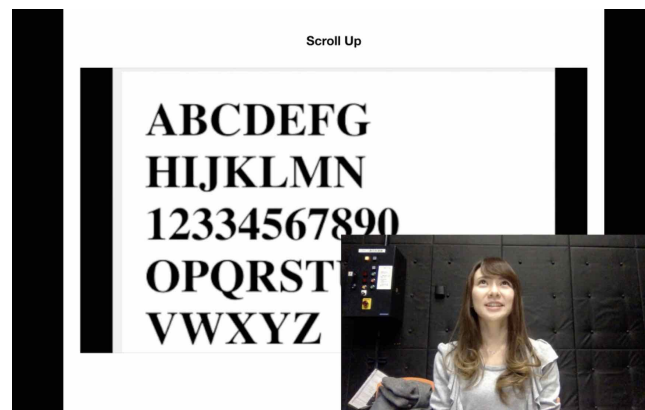 Scroll Up
ABCDEFG
HIJKLMN
12334567890
OPQRST
VWXYZ